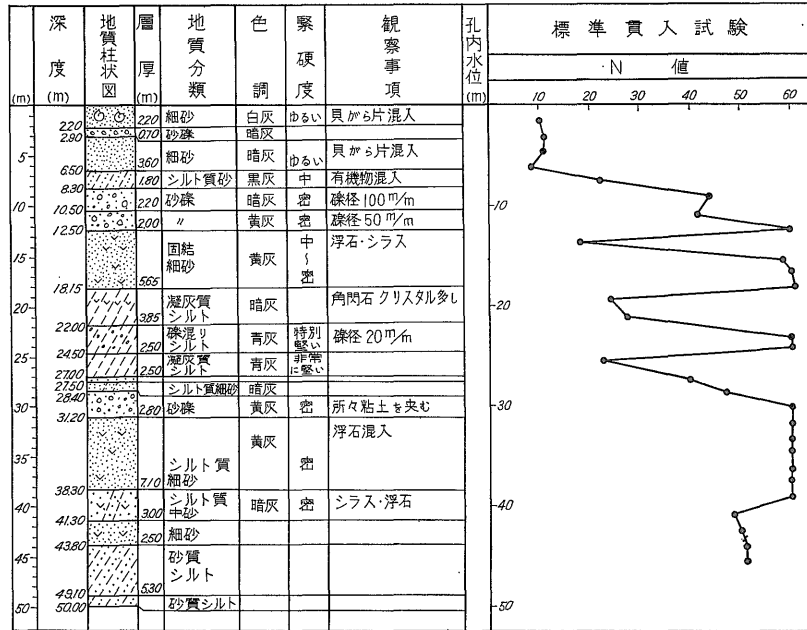 深度 (m) 地質柱状図 層厚 (m) 地質分類 色調 緊硬度 観察事項 孔内水位 (m) 標準貫入試験
N 値
(m)
10 20 30 40 50 60
2.20 2.20 細砂 白灰 ゆるい 貝がら片混入
2.90 0.70 砂礫 暗灰
5
6.50 3.60 細砂 暗灰 ゆるい 貝がら片混入
8.30 1.80 シルト質砂 黒灰 中 有機物混入
10
10.50 2.20 砂礫 暗灰 密 礫径100m/m
-10
12.50 2.00 〃 黄灰 密 礫径50m/m
15
18.15 5.65 固結細砂 黄灰 中~密 浮石・シラス
20
-20
22.00 3.85 凝灰質シルト 暗灰 角閃石クリスタル多し
24.50 2.50 礫混りシルト 青灰 特別堅い 礫径20m/m
25
27.00 2.50 凝灰質シルト 青灰 非常に堅い
27.50
28.40 シルト質細砂 暗灰
30
-30
31.20 2.80 砂礫 黄灰 密 所々粘土を夾む
35
38.30 7.10 シルト質細砂 黄灰 密 浮石混入
40
-40
41.30 3.00 シルト質中砂 暗灰 密 シラス・浮石
43.80 2.50 細砂
45
49.10 5.30 砂質シルト
50
-50
50.00 砂質シルト